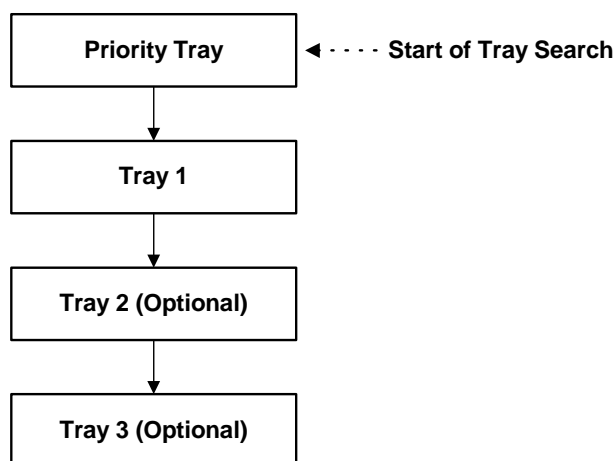 Priority Tray
Start of Tray Search
Tray 1
Tray 2 (Optional)
Tray 3 (Optional)